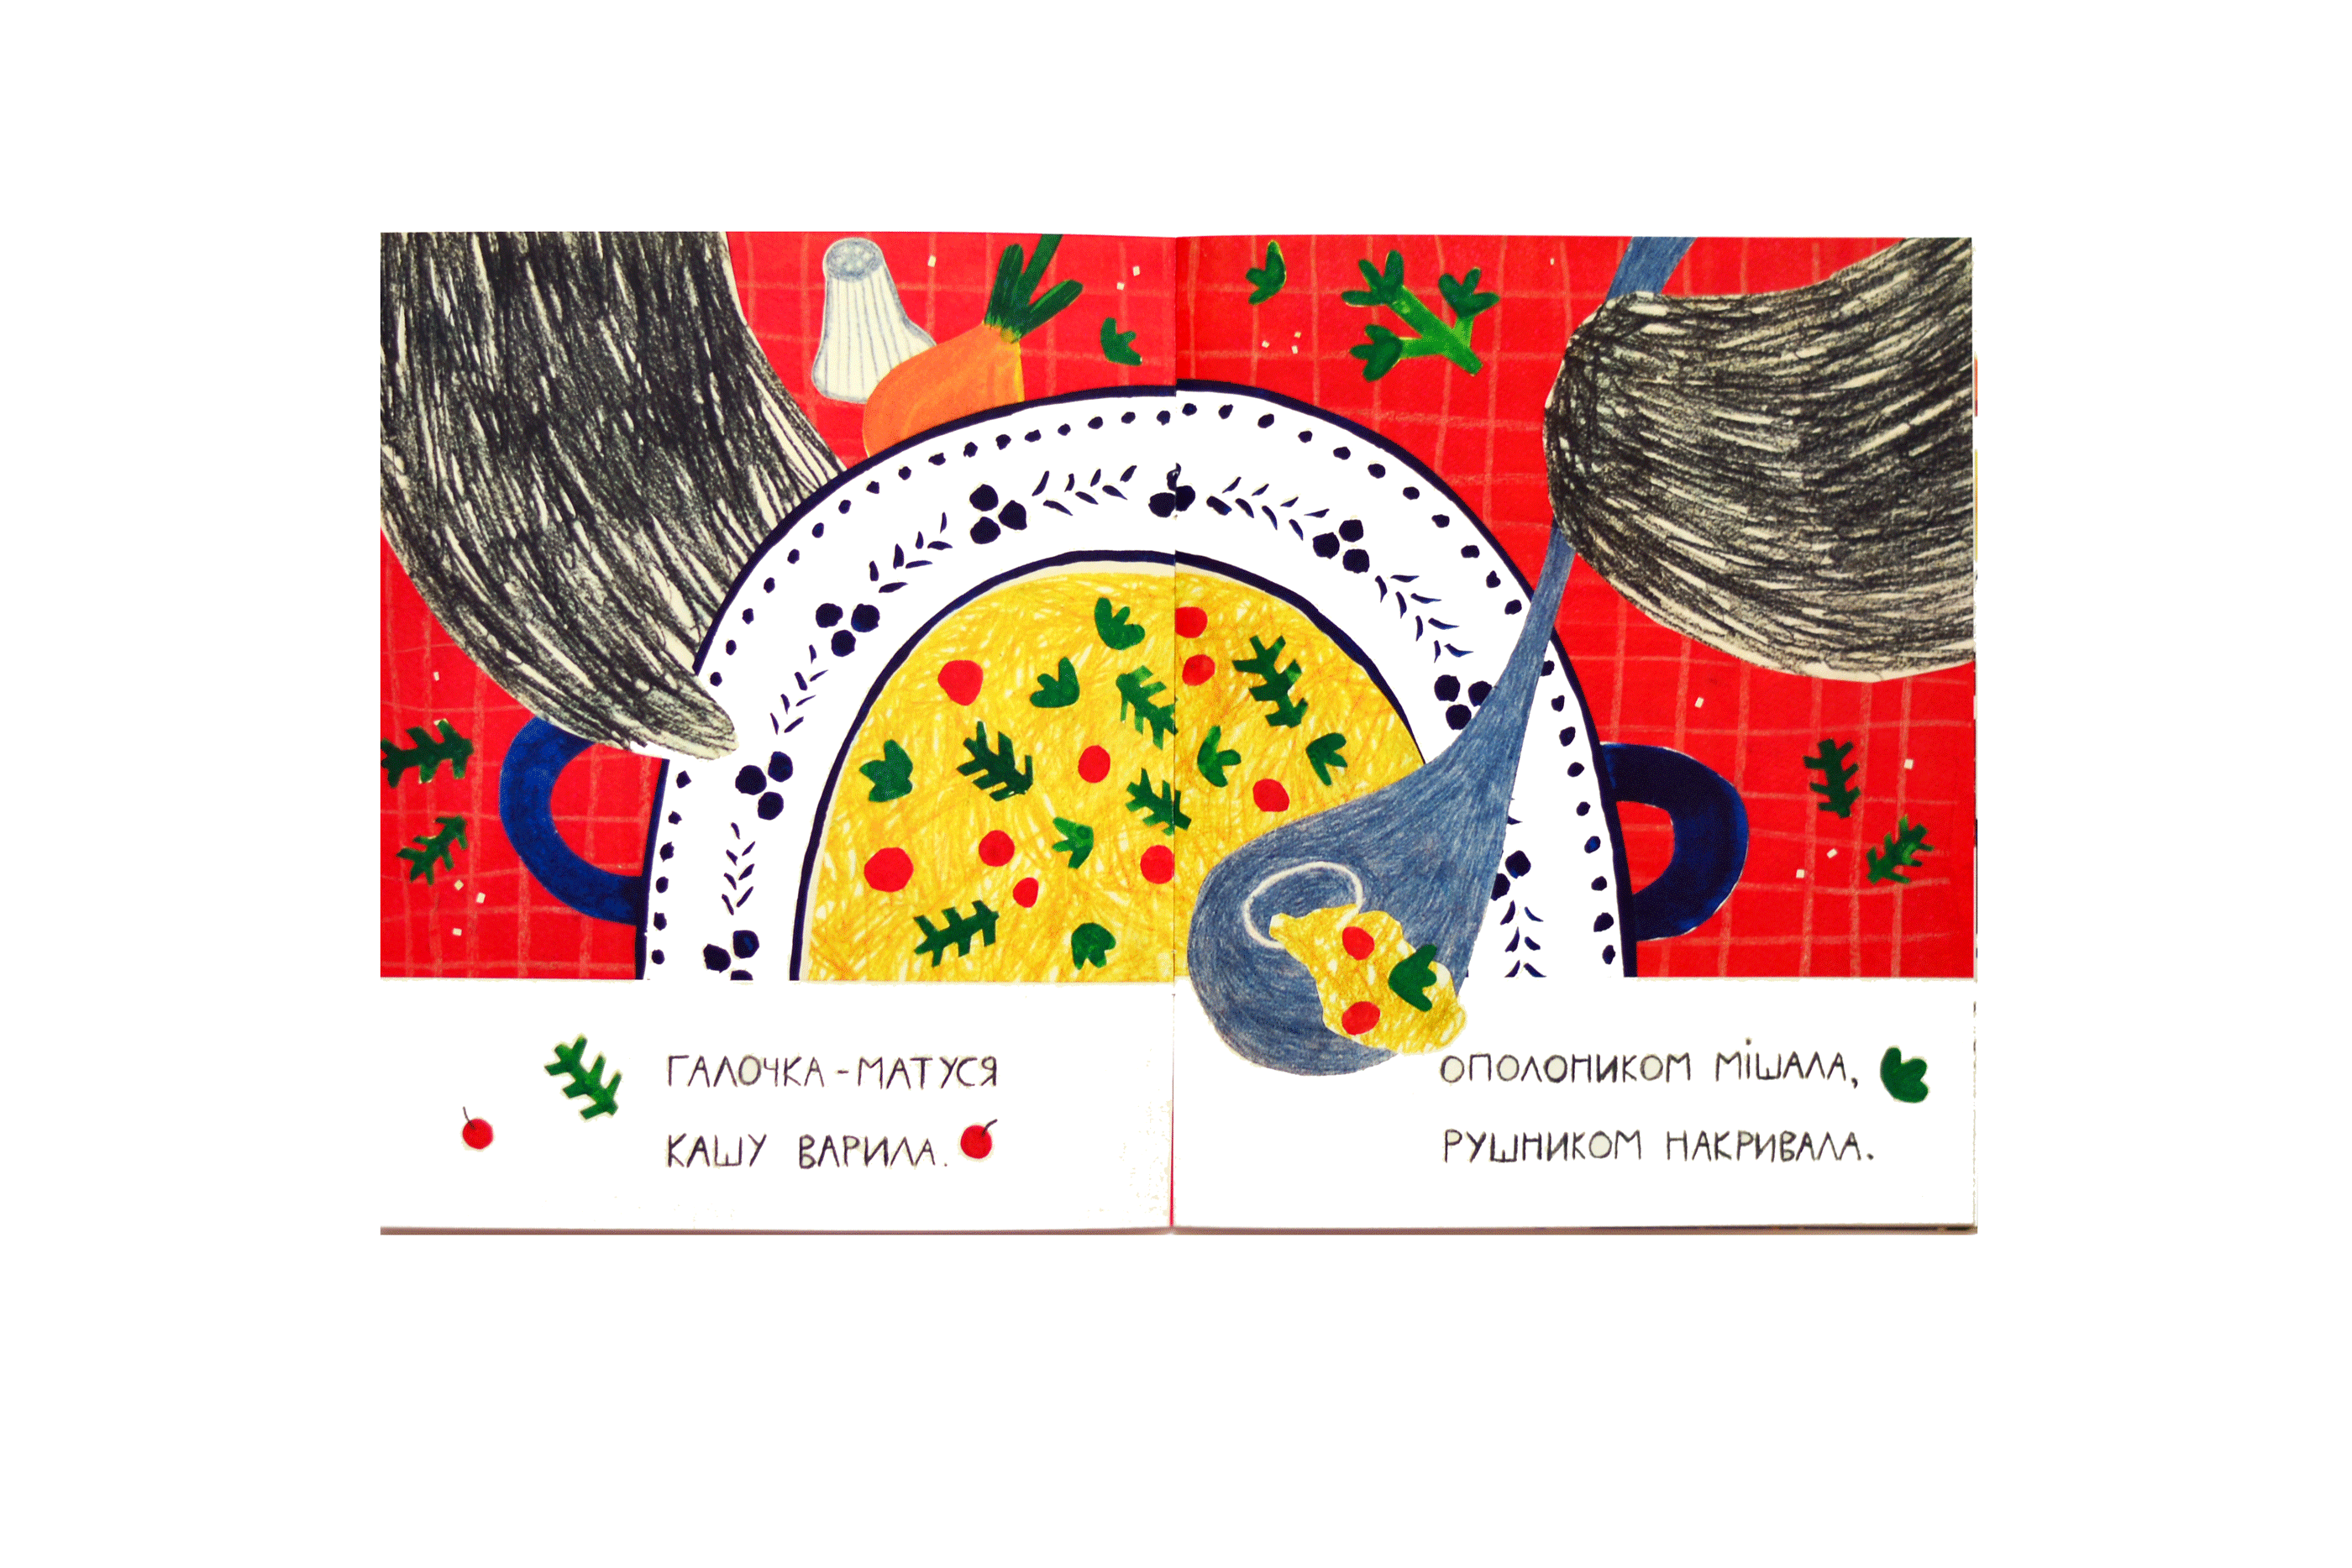 ГАЛОЧКА-МАТУСЯ
КАШУ ВАРИЛА.
ОПОЛОНИКОМ МІШАЛА,
РУШНИКОМ НАКРИВАЛА.